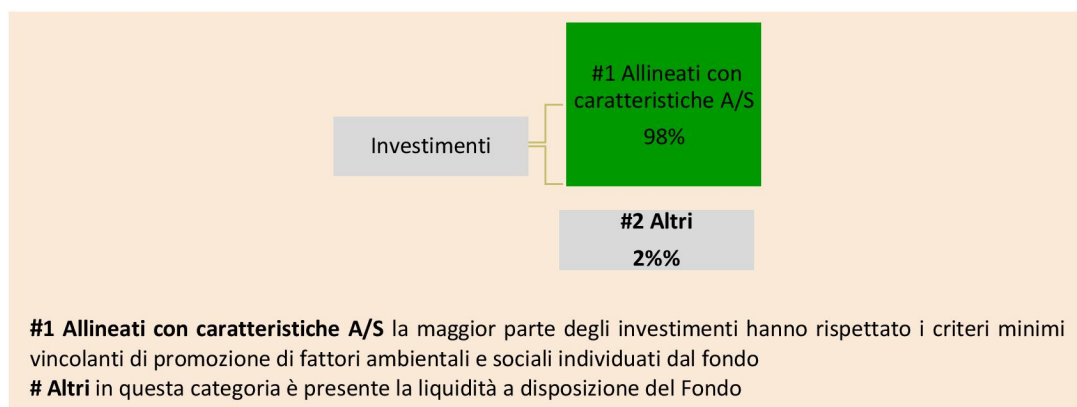 #1 Allineati con
caratteristiche A/S
98%
Investimenti
#2 Altri
2%%
#1 Allineati con caratteristiche A/S la maggior parte degli investimenti hanno rispettato i criteri minimi
vincolanti di promozione di fattori ambientali e sociali individuati dal fondo
# Altri in questa categoria è presente la liquidità a disposizione del Fondo